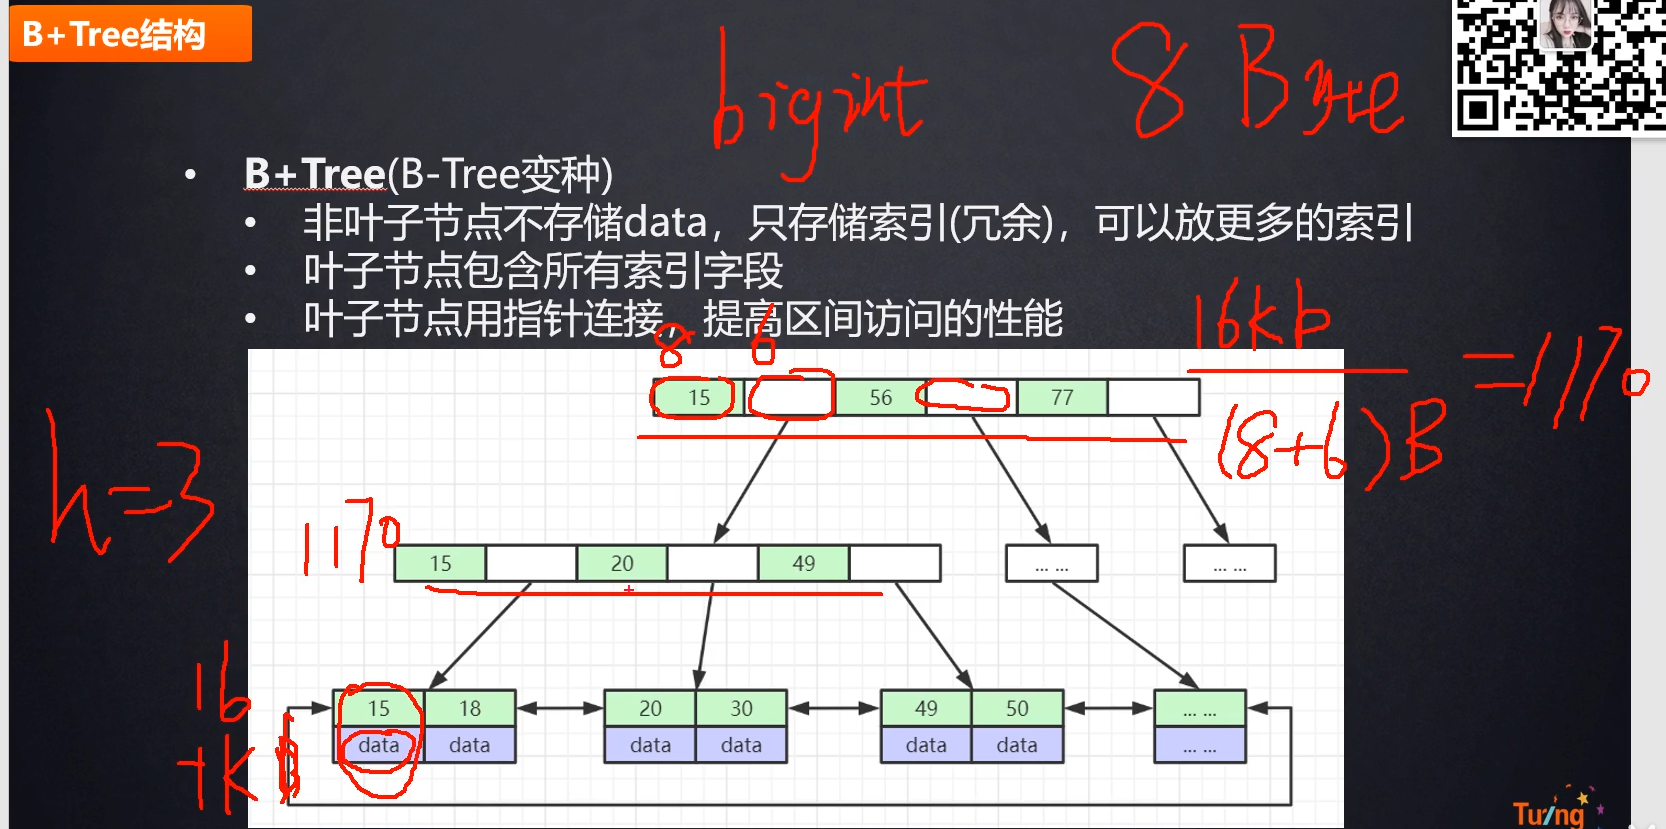 B+Tree结构
bigint 8 Byte
• B+Tree(B-Tree变种)
• 非叶子节点不存储data，只存储索引(冗余)，可以放更多的索引
• 叶子节点包含所有索引字段
• 叶子节点用指针连接，提高区间访问的性能
16kb
(8+6)B
=1170
8 6
15 56 77
h=3
1170
15 20 49 ... ... ... ...
16
1k
15 18 20 30 49 50 ... ...
data data data data data data ... ...
Turing